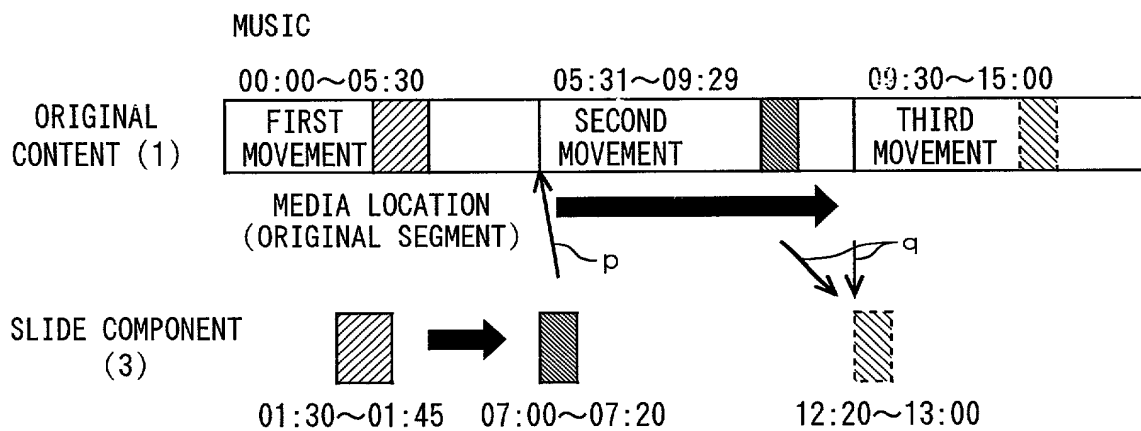 MUSIC
00:00～05:30 05:31～09:29 09:30～15:00
ORIGINAL
CONTENT (1)
FIRST
MOVEMENT
SECOND
MOVEMENT
THIRD
MOVEMENT
MEDIA LOCATION
(ORIGINAL SEGMENT)
p
q
SLIDE COMPONENT
(3)
01:30～01:45 07:00～07:20 12:20～13:00